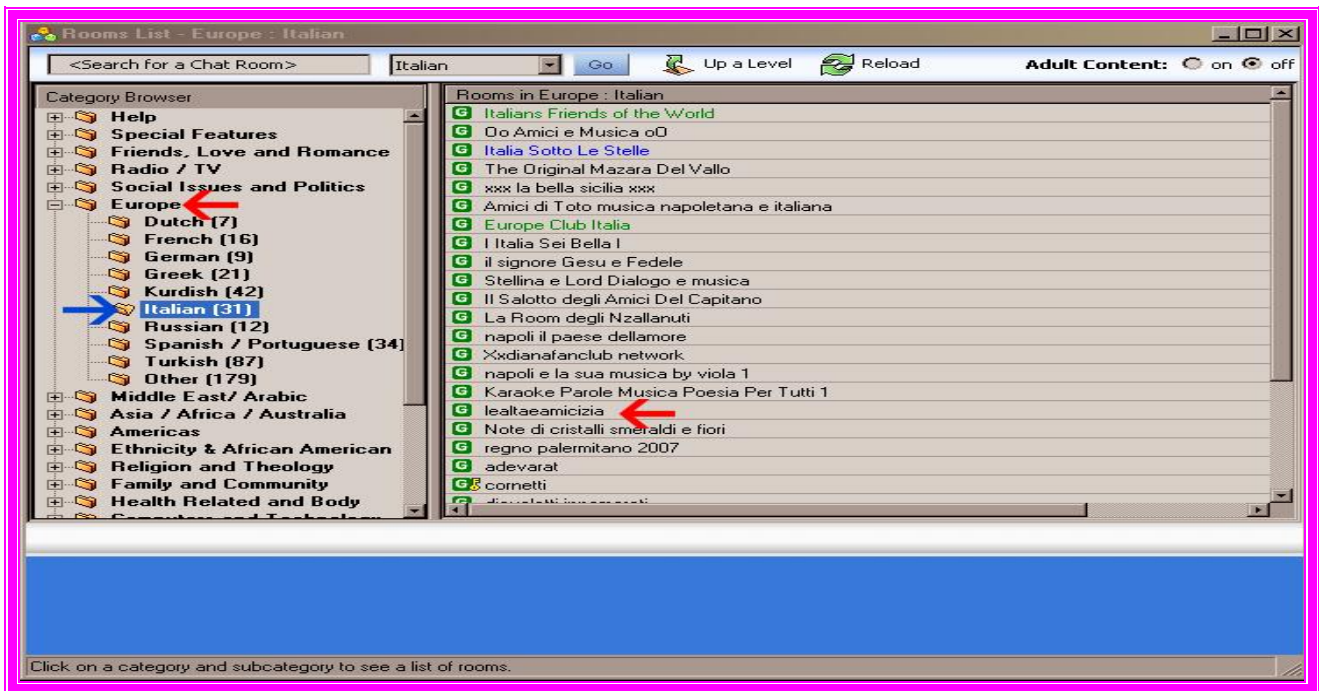 Rooms List - Europe : Italian
<Search for a Chat Room> Italian Go Up a Level Reload Adult Content: on off
Category Browser
Help
Special Features
Friends, Love and Romance
Radio / TV
Social Issues and Politics
Europe
Dutch (7)
French (16)
German (9)
Greek (21)
Kurdish (42)
Italian (31)
Russian (12)
Spanish / Portuguese (34)
Turkish (87)
Other (179)
Middle East/ Arabic
Asia / Africa / Australia
Americas
Ethnicity & African American
Religion and Theology
Family and Community
Health Related and Body
Rooms in Europe : Italian
G Italians Friends of the World
G Oo Amici e Musica oO
G Italia Sotto Le Stelle
G The Original Mazara Del Vallo
G xxx la bella sicilia xxx
G Amici di Toto musica napoletana e italiana
G Europe Club Italia
G I Italia Sei Bella I
G il signore Gesu e Fedele
G Stellina e Lord Dialogo e musica
G Il Salotto degli Amici Del Capitano
G La Room degli Nzallanuti
G napoli il paese dellamore
G Xxdianafanclub network
G napoli e la sua musica by viola 1
G Karaoke Parole Musica Poesia Per Tutti 1
G lealtaeamicizia
G Note di cristalli smeraldi e fiori
G regno palermitano 2007
G adevarat
G cornetti
Click on a category and subcategory to see a list of rooms.